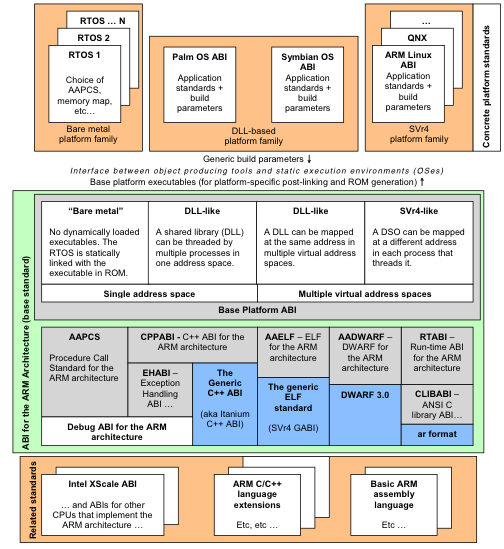 RTOS … N
RTOS 2
RTOS 1
Choice of
AAPCS,
memory map,
etc…
Bare metal
platform family
Palm OS ABI
Application
standards +
build
parameters
Symbian OS
ABI
Application
standards +
build
parameters
DLL-based
platform family
…
QNX
ARM Linux
ABI
Application
standards +
build
parameters
SVr4
platform family
Concrete platform standards
Generic build parameters ↓
Interface between object producing tools and static execution environments (OSes)
Base platform executables (for platform-specific post-linking and ROM generation) ↑
ABI for the ARM Architecture (base standard)
“Bare metal”
No dynamically loaded
executables. The
RTOS is statically
linked with the
executable in ROM.
DLL-like
A shared library (DLL)
can be threaded by
multiple processes in
one address space.
DLL-like
A DLL can be mapped
at the same address in
multiple virtual address
spaces.
SVr4-like
A DSO can be mapped
at a different address
in each process that
threads it.
Single address space
Multiple virtual address spaces
Base Platform ABI
AAPCS
Procedure Call
Standard for the ARM
architecture
CPPABI - C++ ABI for the
ARM architecture
EHABI –
Exception
Handling
ABI …
The
Generic
C++ ABI
(aka Itanium
C++ ABI)
Debug ABI for the ARM
architecture
AAELF – ELF
for the ARM
architecture
The generic
ELF
standard
(SVr4 GABI)
AADWARF –
DWARF for
the ARM
architecture
DWARF 3.0
RTABI –
Run-time ABI
for the ARM
architecture
CLIBABI –
ANSI C
library ABI…
ar format
Related standards
Intel XScale ABI
… and ABIs for other
CPUs that implement the
ARM architecture …
ARM C/C++
language
extensions
Etc, etc …
Basic ARM
assembly
language
Etc …